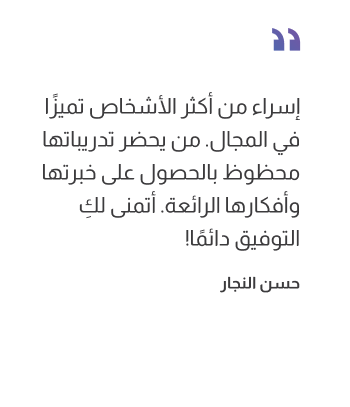 إسراء من أكثر الأشخاص تميزًا
في المجال. من يحضر تدريباتها
محظوظ بالحصول على خبرتها
وأفكارها الرائعة. أتمنى لكِ
التوفيق دائمًا!
حسن النجار